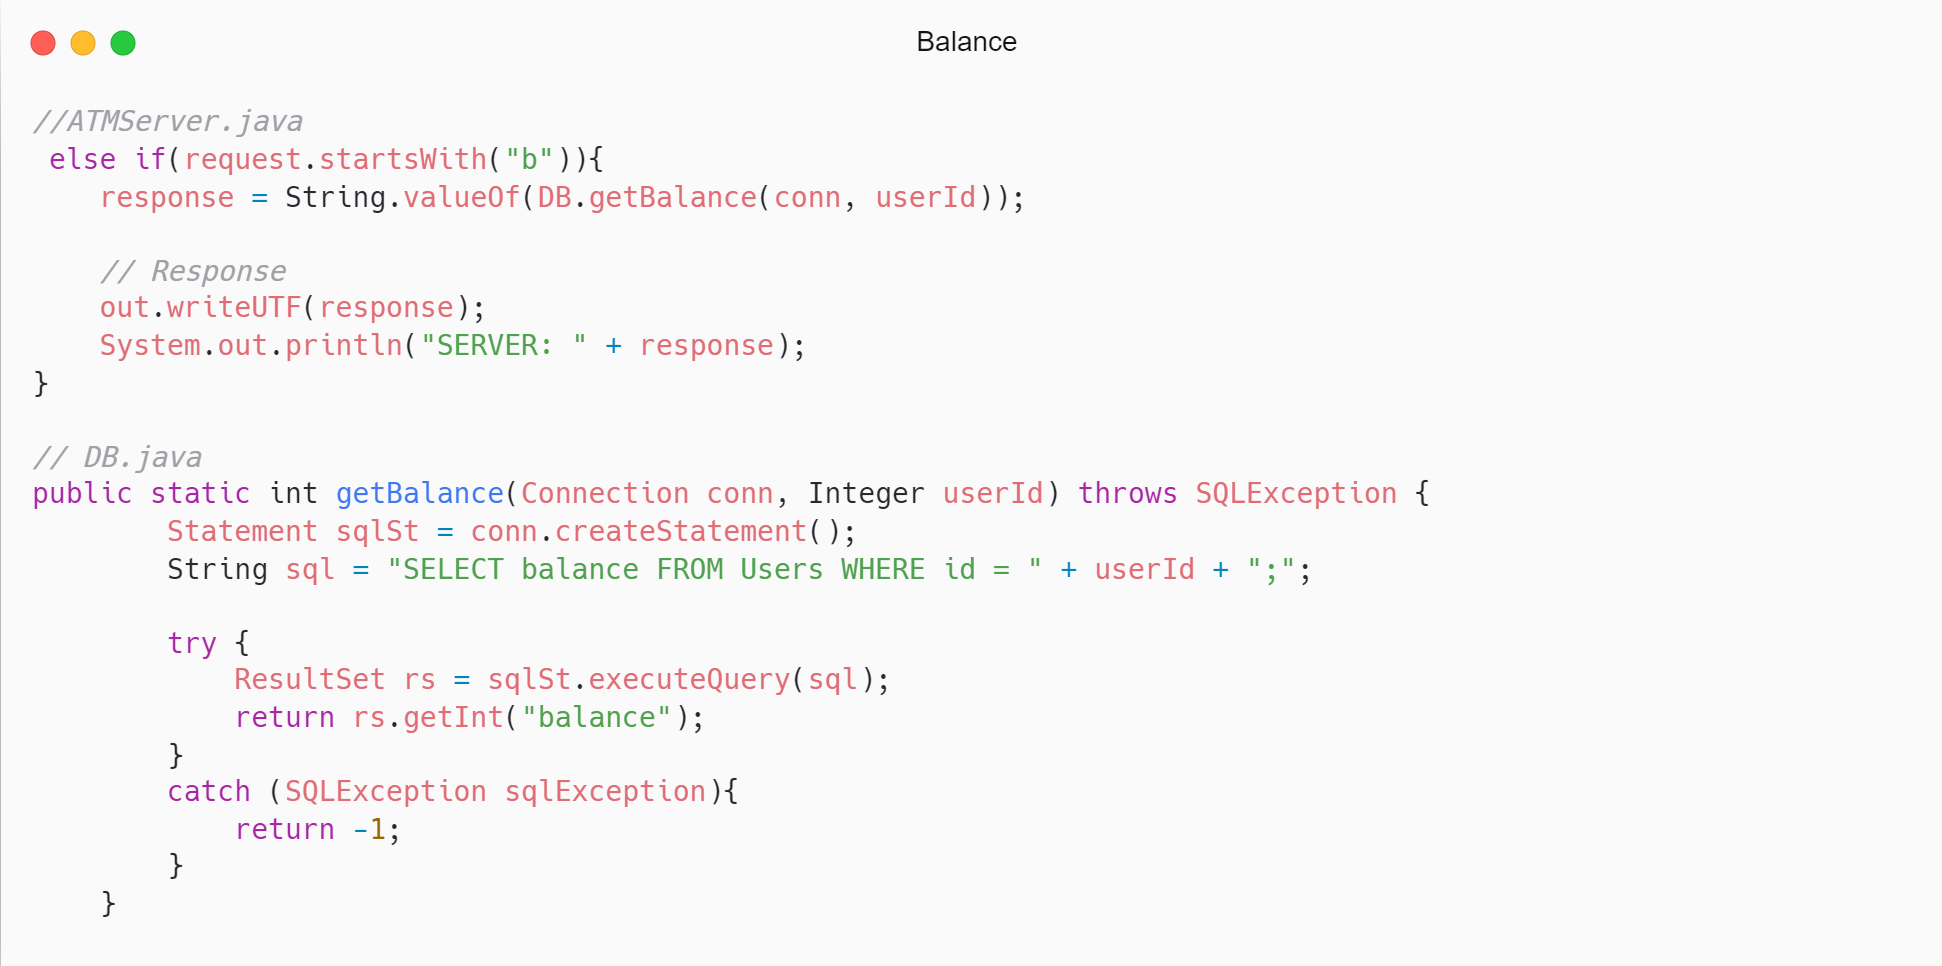 Balance
//ATMServer.java
 else if(request.startsWith("b")){
    response = String.valueOf(DB.getBalance(conn, userId));

    // Response
    out.writeUTF(response);
    System.out.println("SERVER: " + response);
}

// DB.java
public static int getBalance(Connection conn, Integer userId) throws SQLException {
        Statement sqlSt = conn.createStatement();
        String sql = "SELECT balance FROM Users WHERE id = " + userId + ";";

        try {
            ResultSet rs = sqlSt.executeQuery(sql);
            return rs.getInt("balance");
        }
        catch (SQLException sqlException){
            return -1;
        }
    }